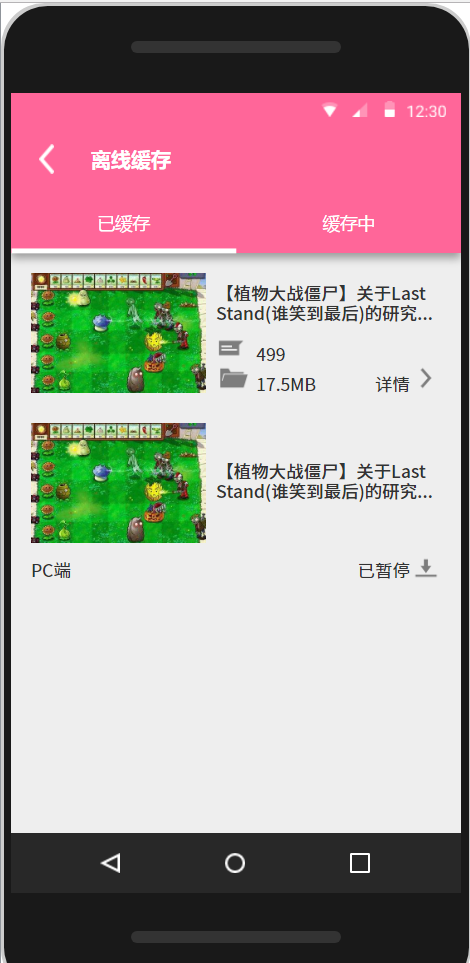 12:30
离线缓存
已缓存
缓存中
【植物大战僵尸】关于Last
Stand(谁笑到最后)的研究...
499
17.5MB
详情
【植物大战僵尸】关于Last
Stand(谁笑到最后)的研究...
PC端
已暂停